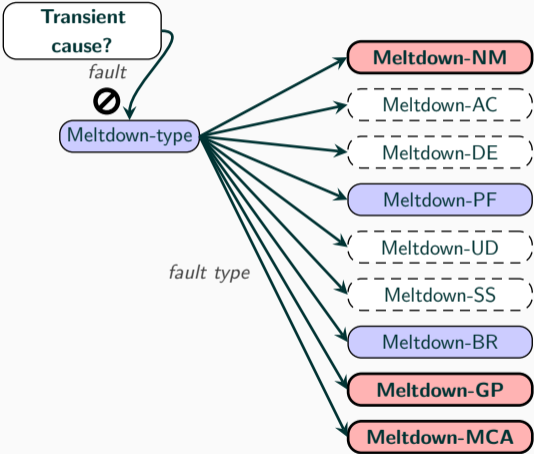 Transient
cause?
fault
Meltdown-type
fault type
Meltdown-NM
Meltdown-AC
Meltdown-DE
Meltdown-PF
Meltdown-UD
Meltdown-SS
Meltdown-BR
Meltdown-GP
Meltdown-MCA